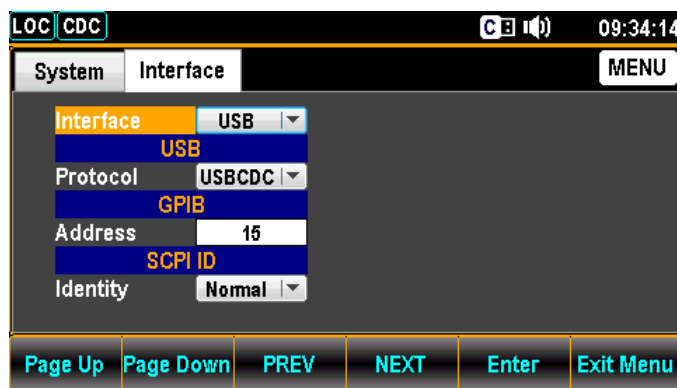 LOC CDC C 09:34:14
System Interface MENU
Interface USB
USB
Protocol USBCDC
GPIB
Address 15
SCPI ID
Identity Normal
Page Up Page Down PREV NEXT Enter Exit Menu